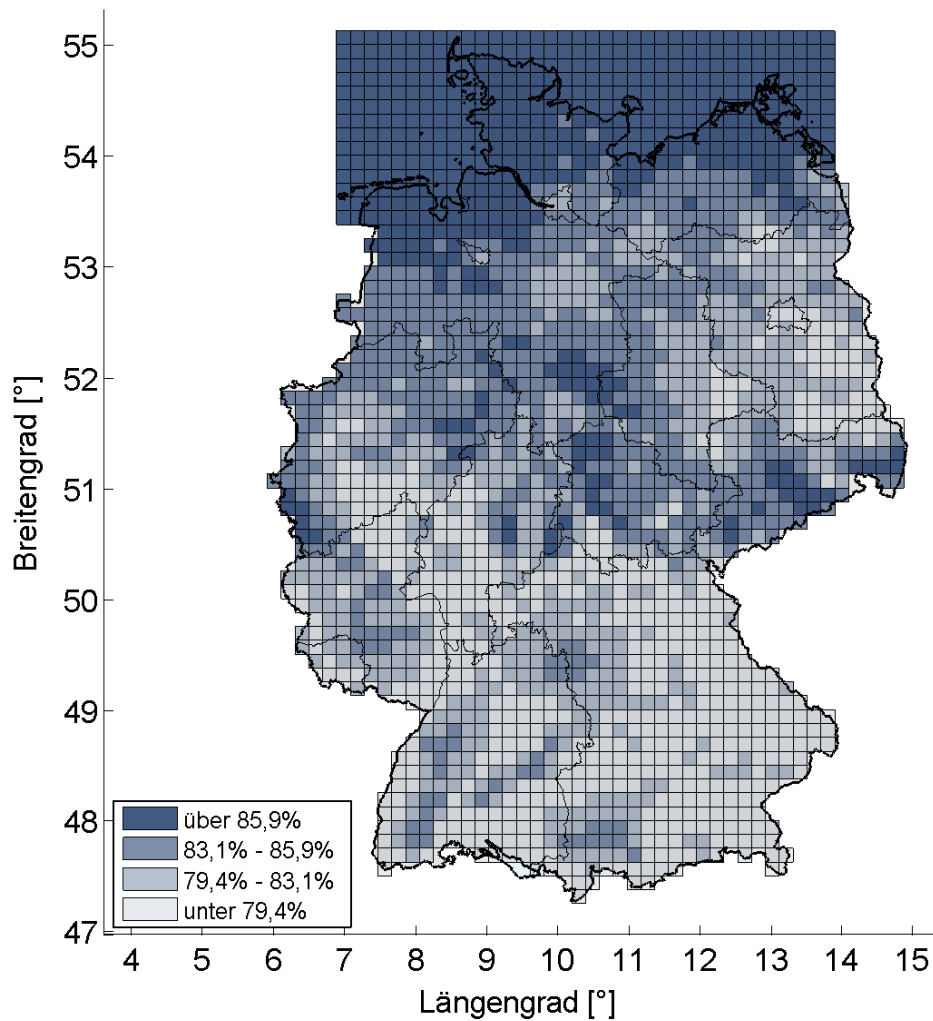 55
54
53
52
51
50
49
48
47
Breitengrad [°]
über 85,9%
83,1% - 85,9%
79,4% - 83,1%
unter 79,4%
4 5 6 7 8 9 10 11 12 13 14 15
Längengrad [°]